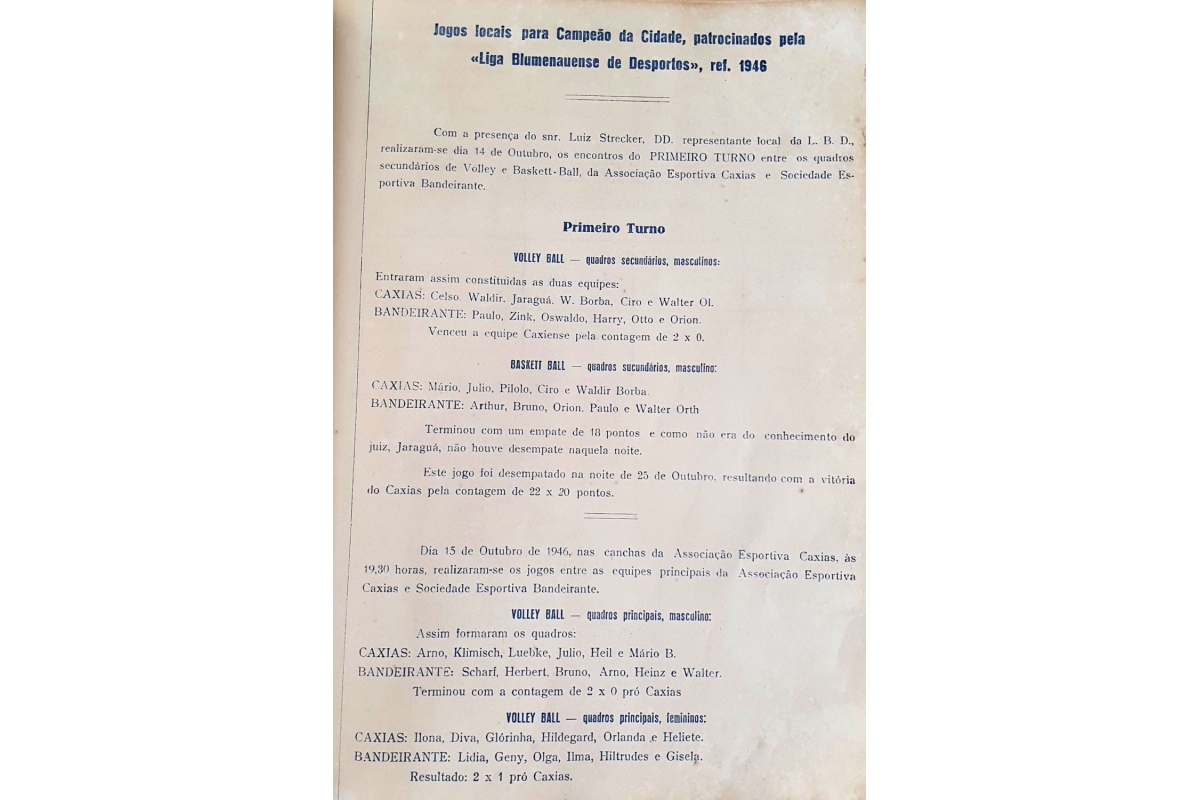 Jogos locais para Campeão da Cidade, patrocinados pela
«Liga Blumenauense de Desportos», ref. 1946
Com a presença do snr. Luiz Strecker, DD. representante local da L. B. D.,
realizaram-se dia 14 de Outubro, os encontros do PRIMEIRO TURNO entre os quadros
secundários de Volley e Baskett-Ball, da Associação Esportiva Caxias e Sociedade Es-
portiva Bandeirante.
Primeiro Turno
VOLLEY BALL — quadros secundários, masculinos:
Entraram assim constituidas as duas equipes:
CAXIAS: Celso, Waldir, Jaraguá, W. Borba, Ciro e Walter Ol.
BANDEIRANTE: Paulo, Zink, Oswaldo, Harry, Otto e Orion.
Venceu a equipe Caxiense pela contagem de 2 x 0.
BASKETT BALL — quadros sucundários, masculino:
CAXIAS: Mário, Julio, Pilolo, Ciro e Waldir Borba.
BANDEIRANTE: Arthur, Bruno, Orion, Paulo e Walter Orth
Terminou com um empate de 18 pontos e como não era do conhecimento do
juiz, Jaraguá, não houve desempate naquela noite.
Este jogo foi desempatado na noite de 25 de Outubro, resultando com a vitória
do Caxias pela contagem de 22 x 20 pontos.
Dia 15 de Outubro de 1946, nas canchas da Associação Esportiva Caxias, às
19,30 horas, realizaram-se os jogos entre as equipes principais da Associação Esportiva
Caxias e Sociedade Esportiva Bandeirante.
VOLLEY BALL — quadros principais, masculino:
Assim formaram os quadros:
CAXIAS: Arno, Klimisch, Luebke, Julio, Heil e Mário B.
BANDEIRANTE: Scharf, Herbert, Bruno, Arno, Heinz e Walter.
Terminou com a contagem de 2 x 0 pró Caxias
VOLLEY BALL — quadros principais, femininos:
CAXIAS: Ilona, Diva, Glórinha, Hildegard, Orlanda e Heliete.
BANDEIRANTE: Lidia, Geny, Olga, Ilma, Hiltrudes e Gisela.
Resultado: 2 x 1 pró Caxias.